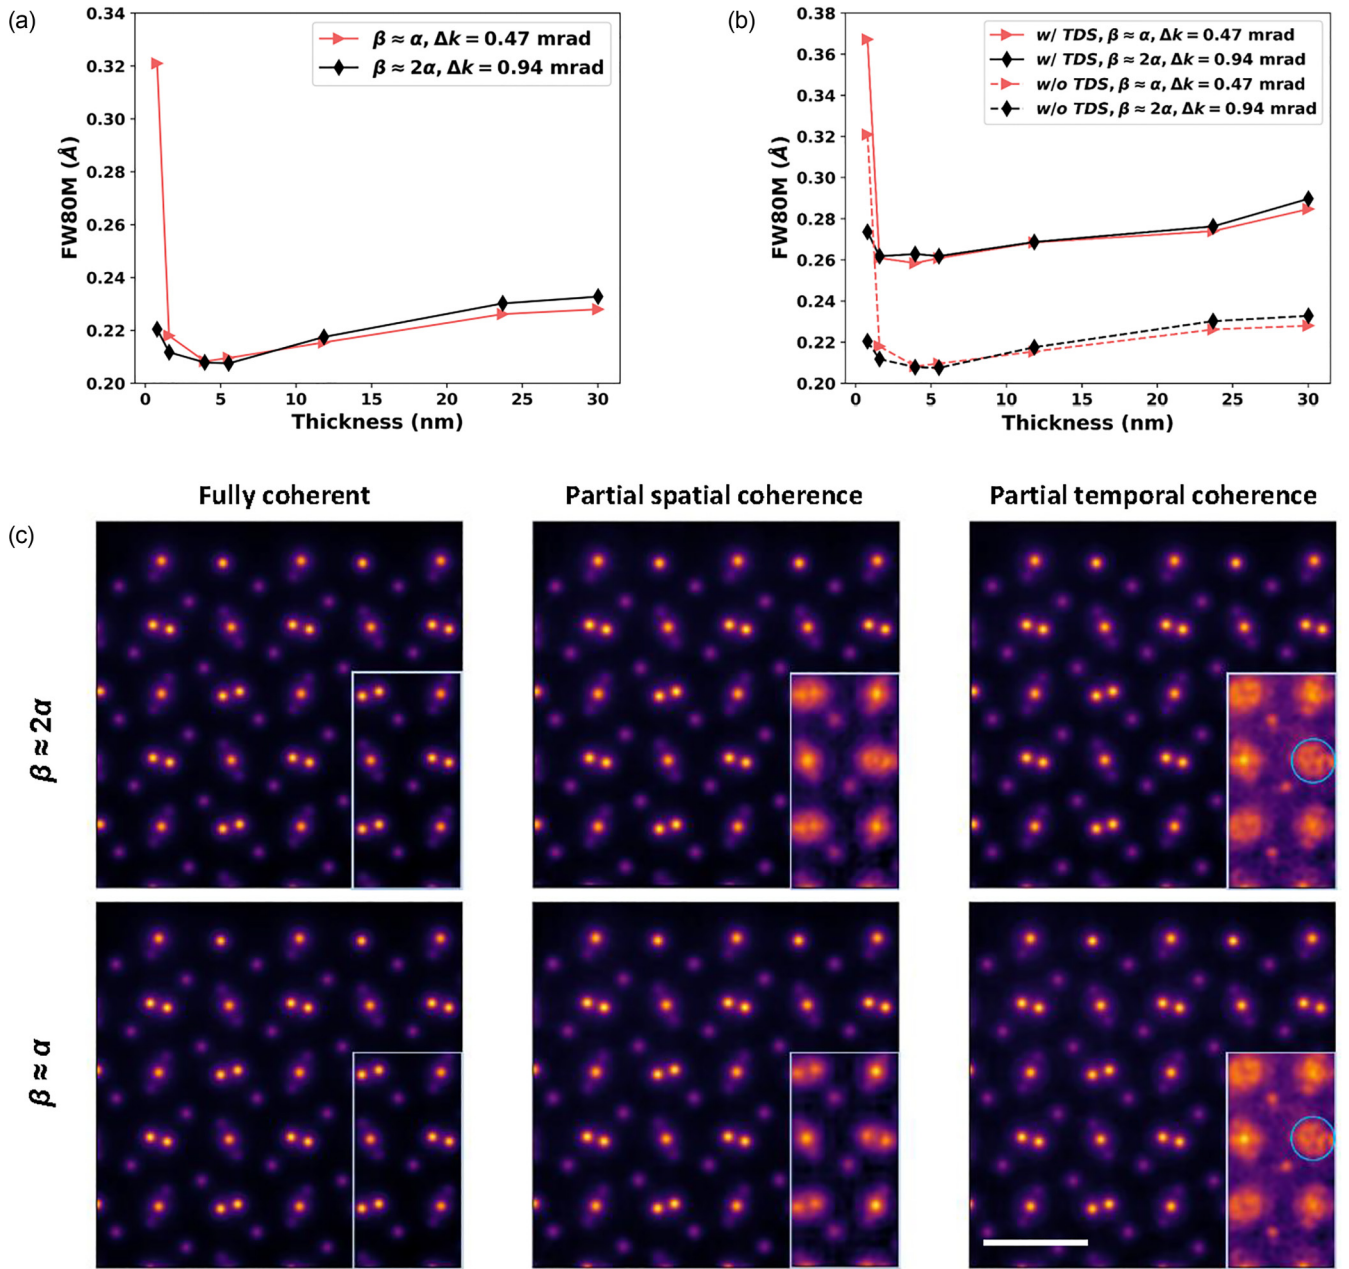 (a)
0.34
0.32
0.30
0.28
0.26
0.24
0.22
0.20
FW80M (Å)
0 5 10 15 20 25 30
Thickness (nm)
β ≈ α, Δk = 0.47 mrad
β ≈ 2α, Δk = 0.94 mrad
(b)
0.38
0.36
0.34
0.32
0.30
0.28
0.26
0.24
0.22
0.20
FW80M (Å)
0 5 10 15 20 25 30
Thickness (nm)
w/ TDS, β ≈ α, Δk = 0.47 mrad
w/ TDS, β ≈ 2α, Δk = 0.94 mrad
w/o TDS, β ≈ α, Δk = 0.47 mrad
w/o TDS, β ≈ 2α, Δk = 0.94 mrad
(c)
Fully coherent
Partial spatial coherence
Partial temporal coherence
β ≈ 2α
β ≈ α